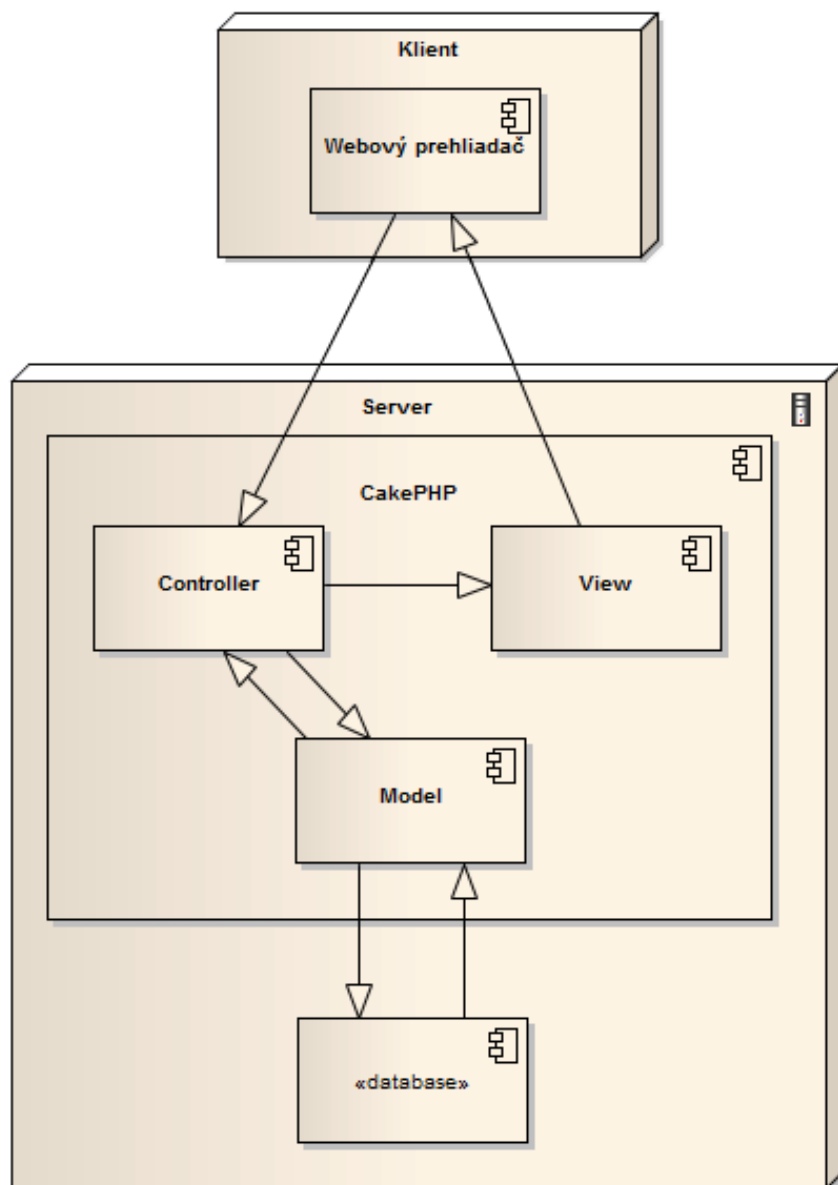 Klient
Webový prehliadač
Server
CakePHP
Controller
View
Model
«database»